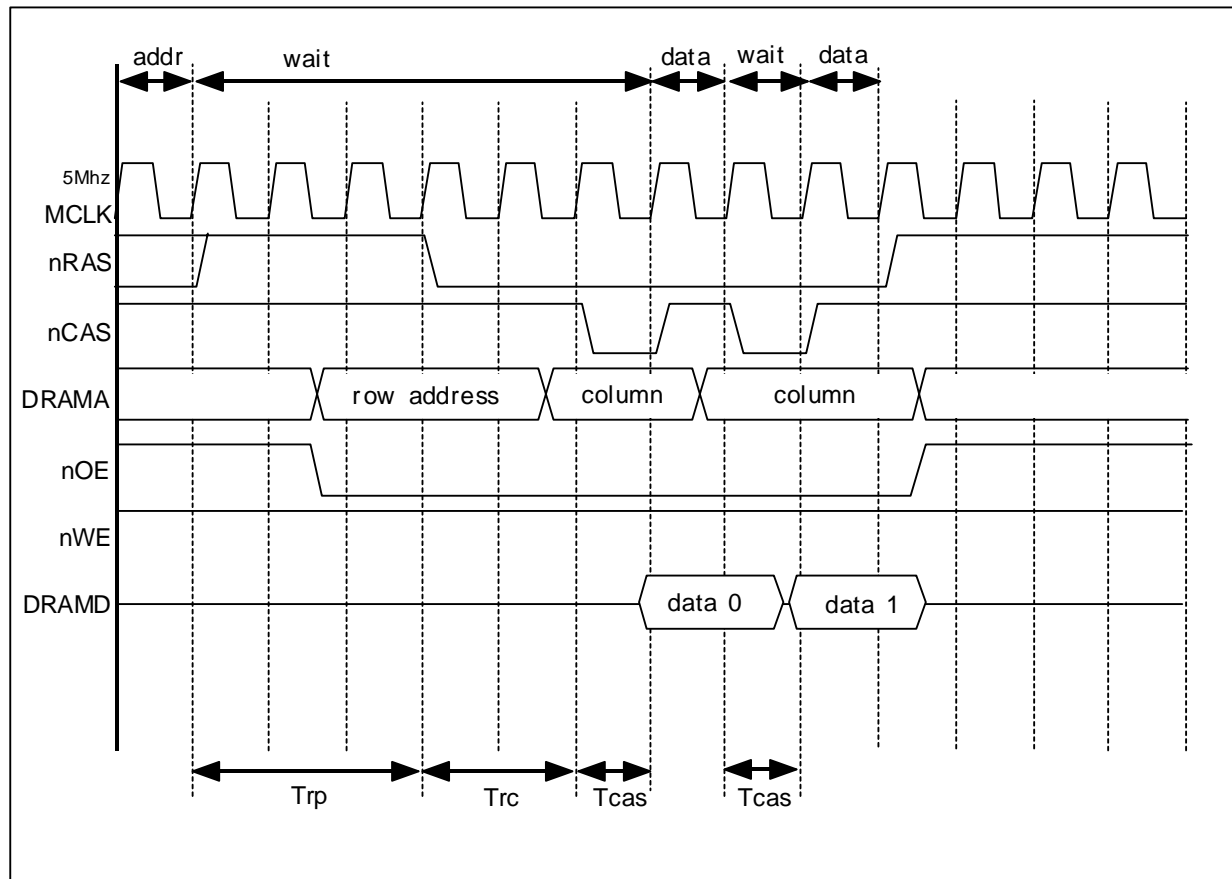 addr wait data wait data
5Mhz
MCLK
nRAS
nCAS
DRAMA row address column column
nOE
nWE
DRAMD data 0 data 1
Trp Trc Tcas Tcas